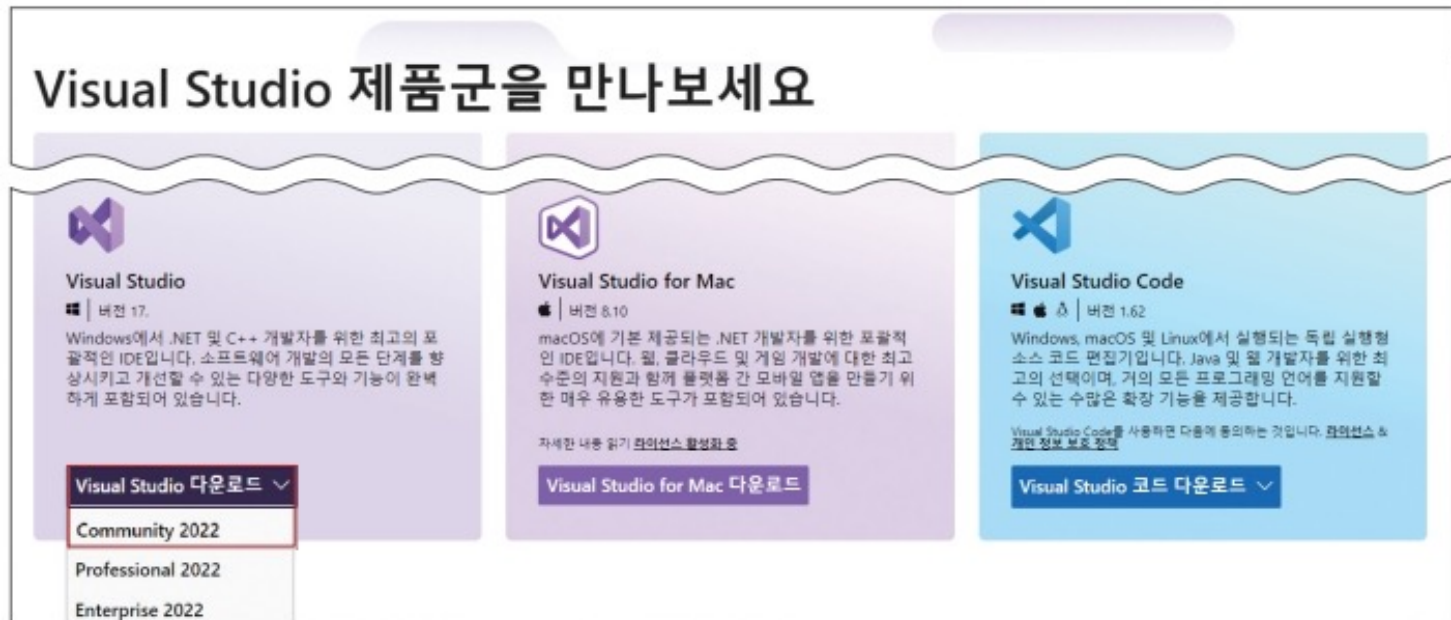 Visual Studio 제품군을 만나보세요
Visual Studio
버전 17.
Windows에서 .NET 및 C++ 개발자를 위한 최고의 포
괄적인 IDE입니다. 소프트웨어 개발의 모든 단계를 향
상시키고 개선할 수 있는 다양한 도구와 기능이 완벽
하게 포함되어 있습니다.
Visual Studio 다운로드
Community 2022
Professional 2022
Enterprise 2022
Visual Studio for Mac
버전 8.10
macOS에 기본 제공되는 .NET 개발자를 위한 포괄적
인 IDE입니다. 웹, 클라우드 및 게임 개발에 대한 최고
수준의 지원과 함께 플랫폼 간 모바일 앱을 만들기 위
한 매우 유용한 도구가 포함되어 있습니다.
자세한 내용 읽기 라이선스 활성화 중
Visual Studio for Mac 다운로드
Visual Studio Code
버전 1.62
Windows, macOS 및 Linux에서 실행되는 독립 실행형
소스 코드 편집기입니다. Java 및 웹 개발자를 위한 최
고의 선택이며, 거의 모든 프로그래밍 언어를 지원할
수 있는 수많은 확장 기능을 제공합니다.
Visual Studio Code를 사용하면 다음에 동의하는 것입니다. 라이선스 &
개인 정보 보호 정책
Visual Studio 코드 다운로드